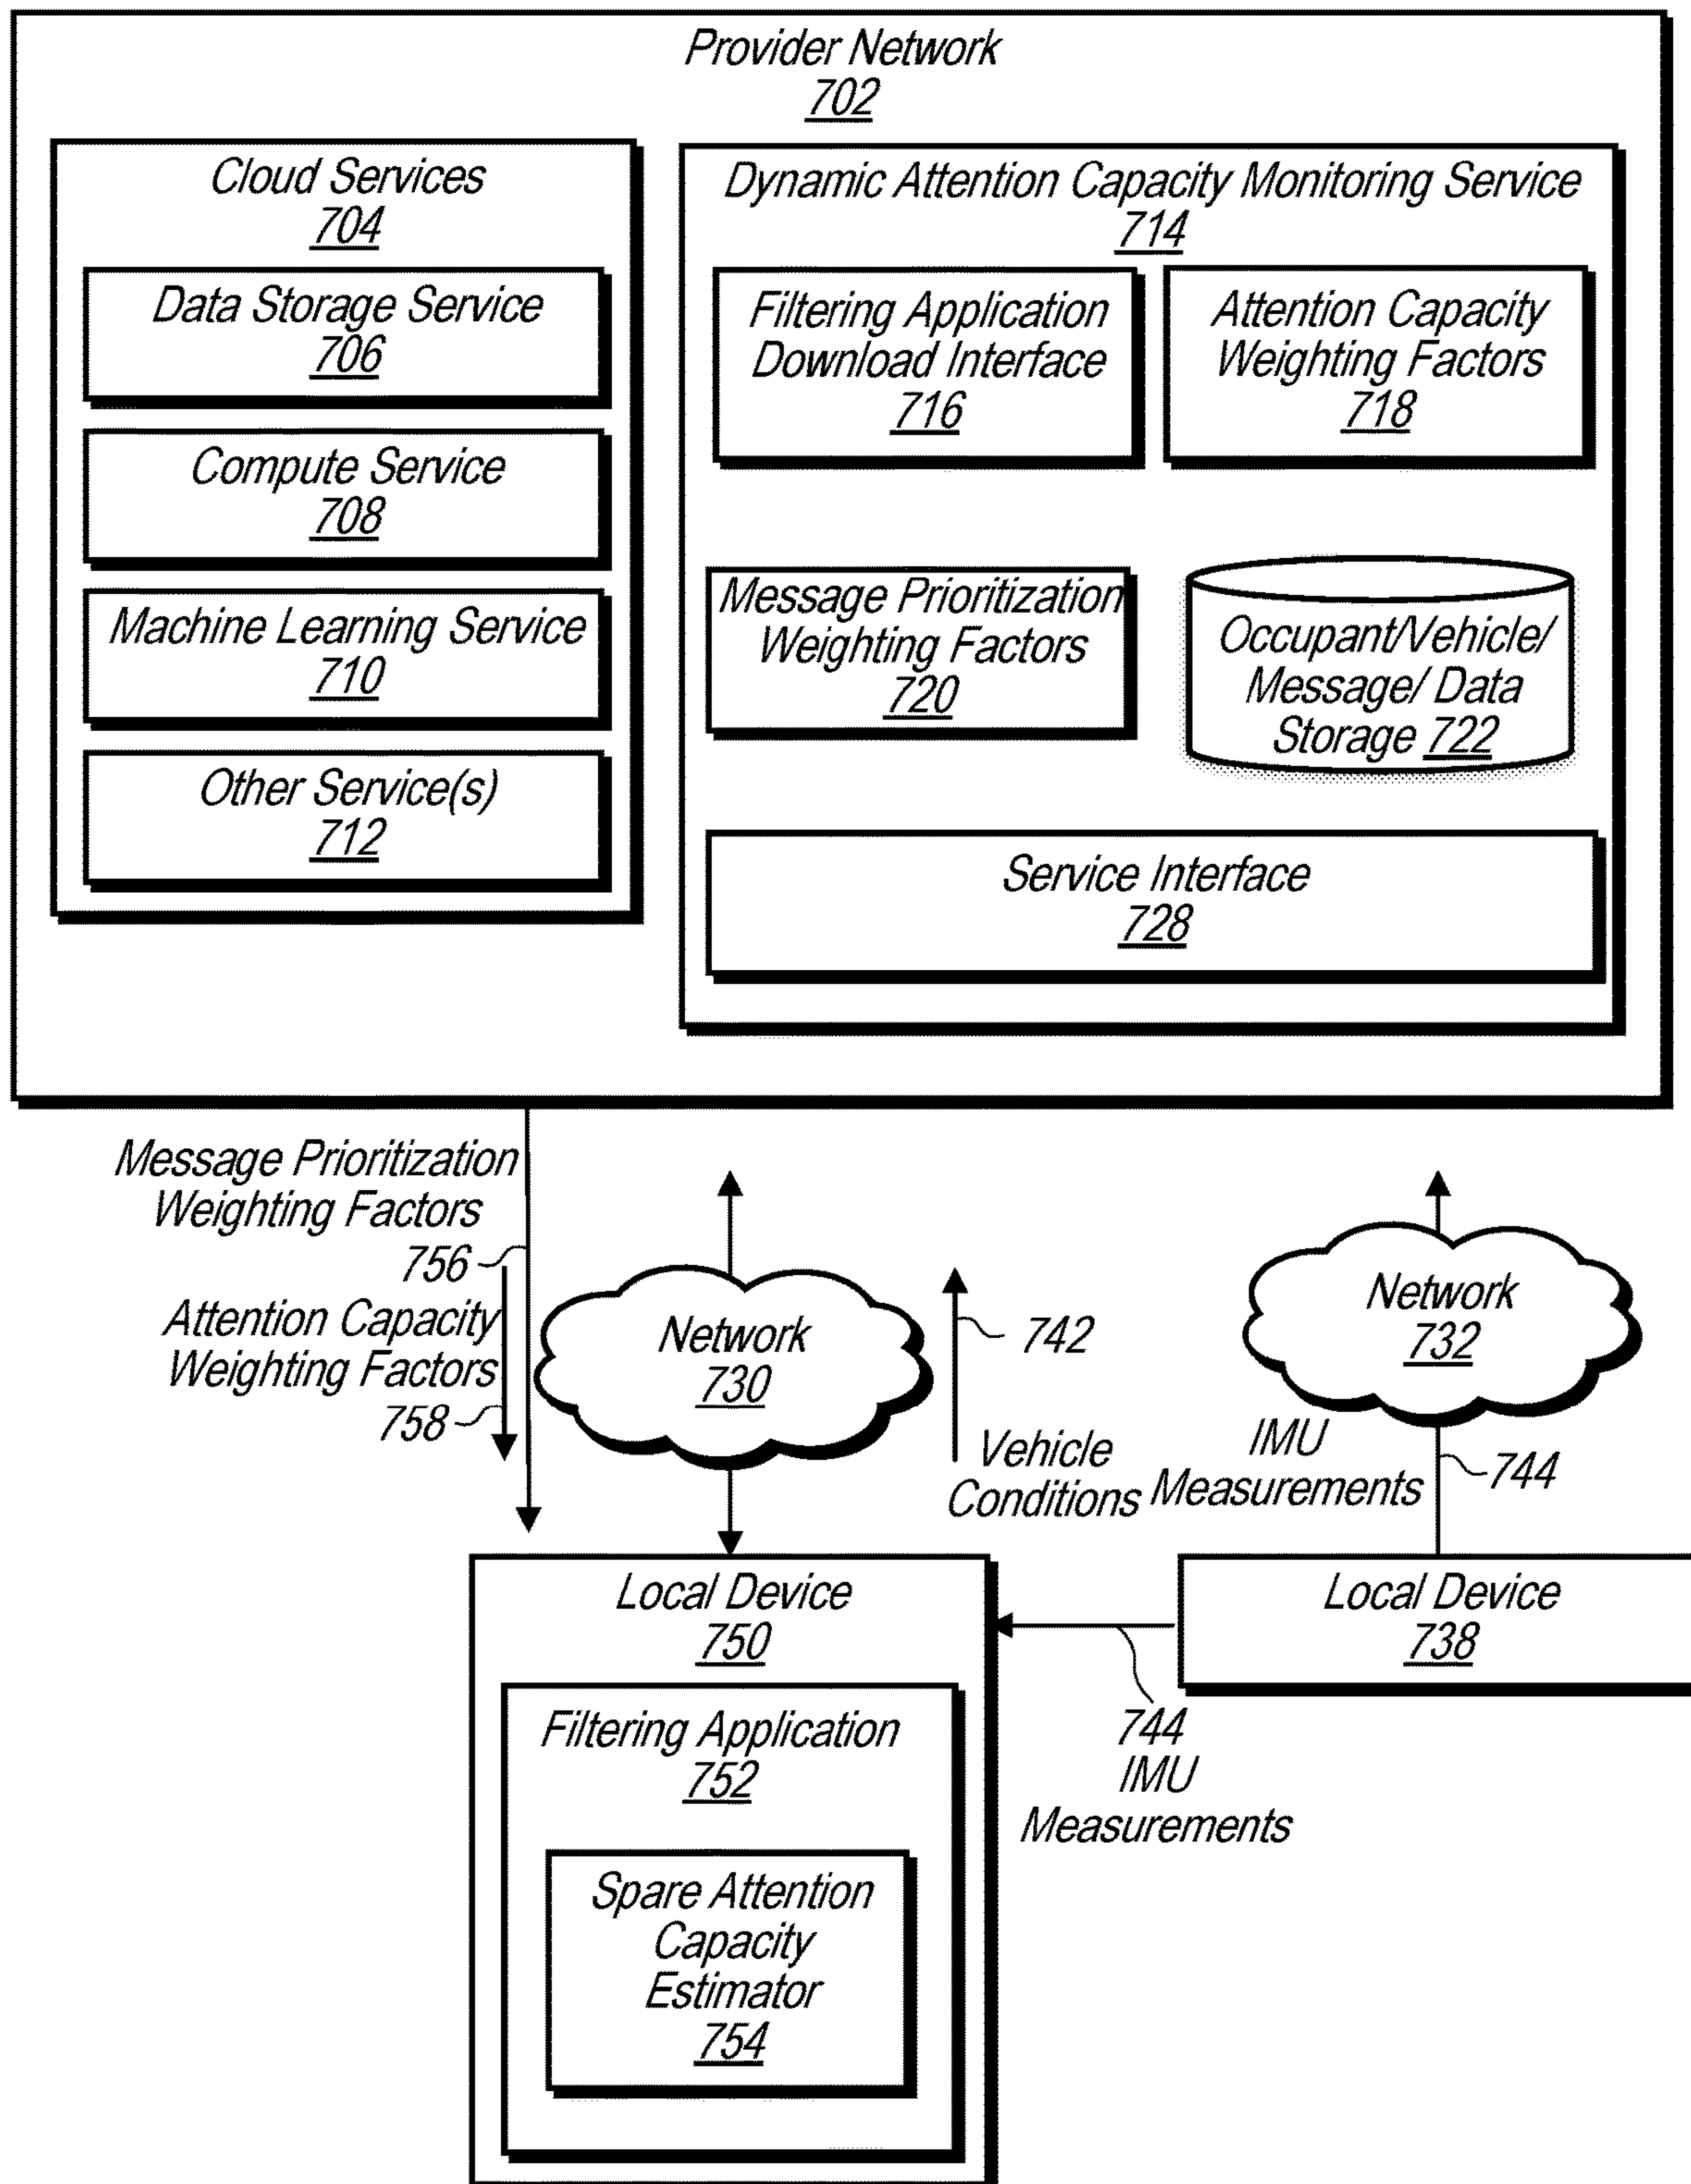 Provider Network
702
Cloud Services
704
Data Storage Service
706
Compute Service
708
Machine Learning Service
710
Other Service(s)
712
Dynamic Attention Capacity Monitoring Service
714
Filtering Application
Download Interface
716
Attention Capacity
Weighting Factors
718
Message Prioritization
Weighting Factors
720
Occupant/Vehicle/
Message/ Data
Storage 722
Service Interface
728
Message Prioritization
Weighting Factors
756
Attention Capacity
Weighting Factors
758
Network
730
742
Vehicle
Conditions
Network
732
IMU
Measurements
744
Local Device
750
Filtering Application
752
Spare Attention
Capacity
Estimator
754
Local Device
738
744
IMU
Measurements